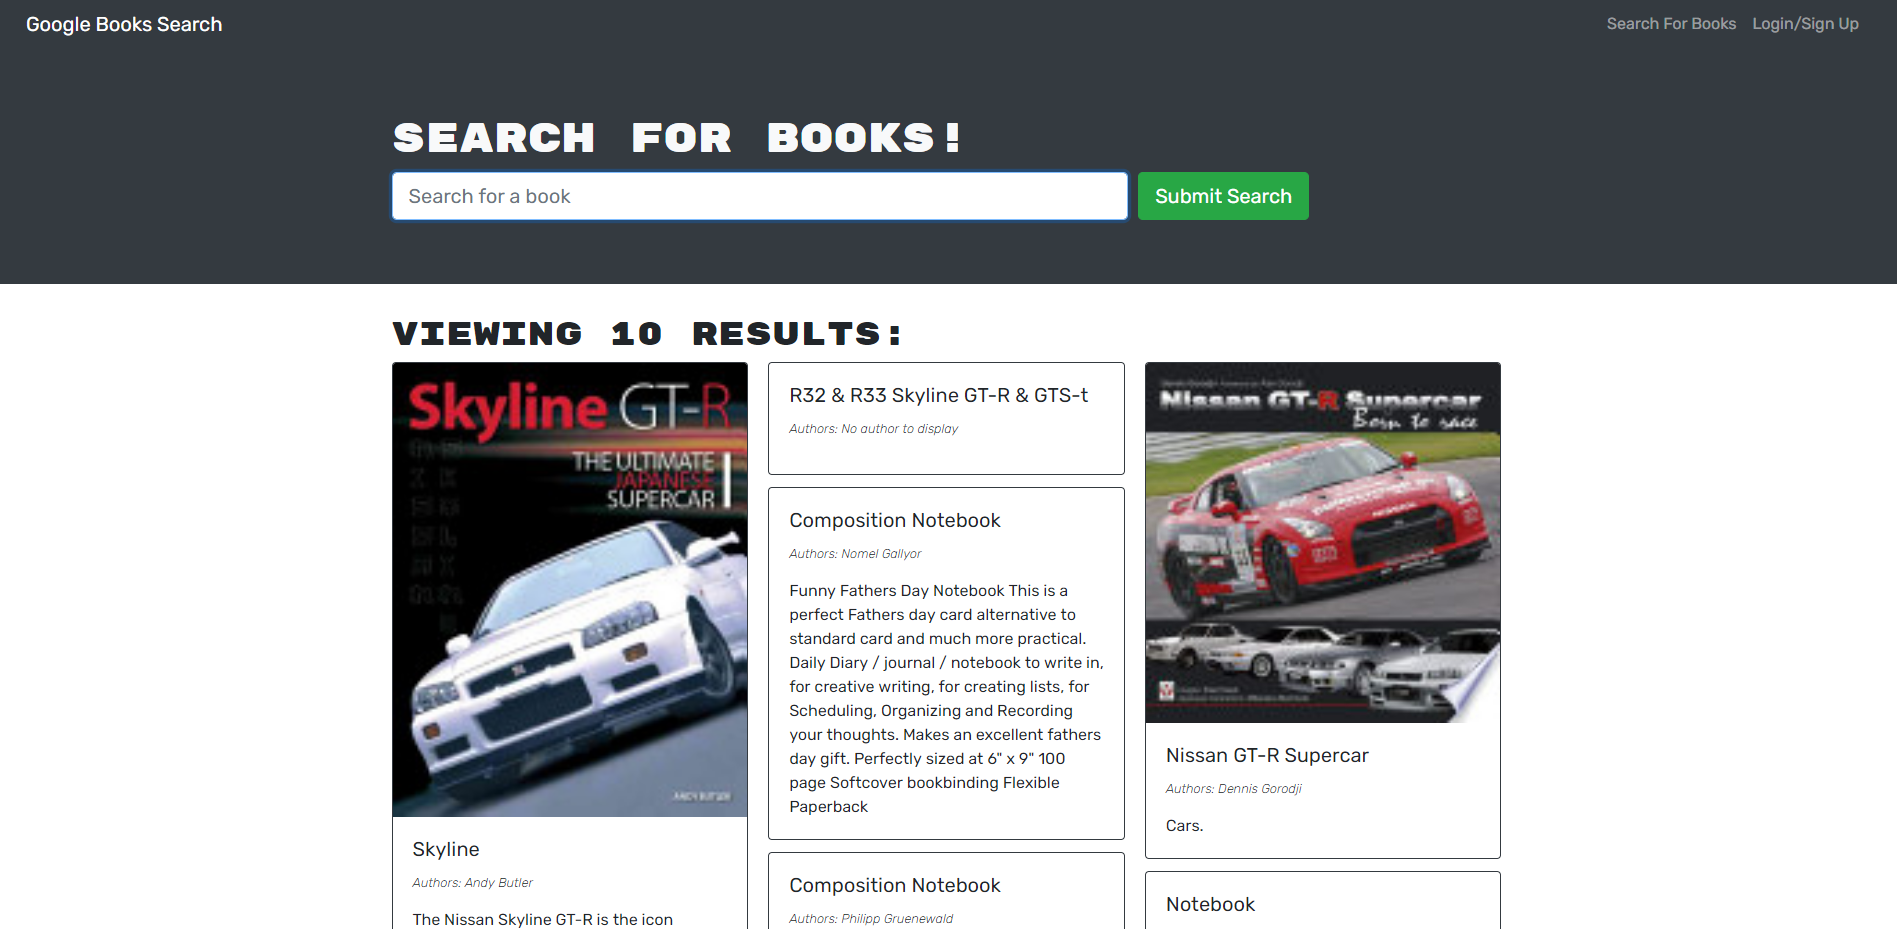 Google Books Search
Search For Books
Login/Sign Up
SEARCH FOR BOOKS!
Search for a book
Submit Search
VIEWING 10 RESULTS:
Skyline GT-R
THE ULTIMATE
JAPANESE
SUPERCAR
ANDY BUTLER
Skyline
Authors: Andy Butler
The Nissan Skyline GT-R is the icon
R32 & R33 Skyline GT-R & GTS-t
Authors: No author to display
Composition Notebook
Authors: Nomel Gallyor
Funny Fathers Day Notebook This is a
perfect Fathers day card alternative to
standard card and much more practical.
Daily Diary / journal / notebook to write in,
for creative writing, for creating lists, for
Scheduling, Organizing and Recording
your thoughts. Makes an excellent fathers
day gift. Perfectly sized at 6" x 9" 100
page Softcover bookbinding Flexible
Paperback
Composition Notebook
Authors: Philipp Gruenewald
Nissan GT-R Supercar
Born to race
Nissan GT-R Supercar
Authors: Dennis Gorodji
Cars.
Notebook